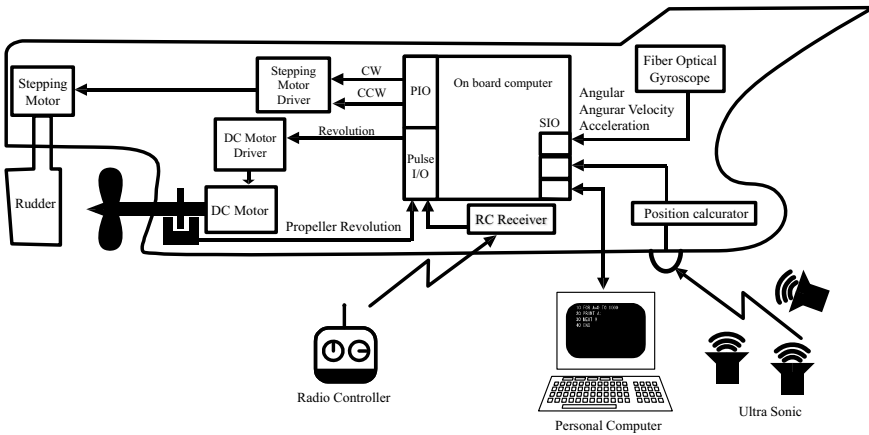 Stepping
Motor
Stepping
Motor
Driver
CW
CCW
PIO
On board computer
Fiber Optical
Gyroscope
Angular
Angurar Velocity
Acceleration
SIO
DC Motor
Driver
Revolution
Pulse
I/O
Rudder
DC Motor
Propeller Revolution
RC Receiver
Position calcurator
10 FOR A=0 TO 1000
20 PRINT A
30 NEXT A
40 END
Radio Controller
Personal Computer
Ultra Sonic